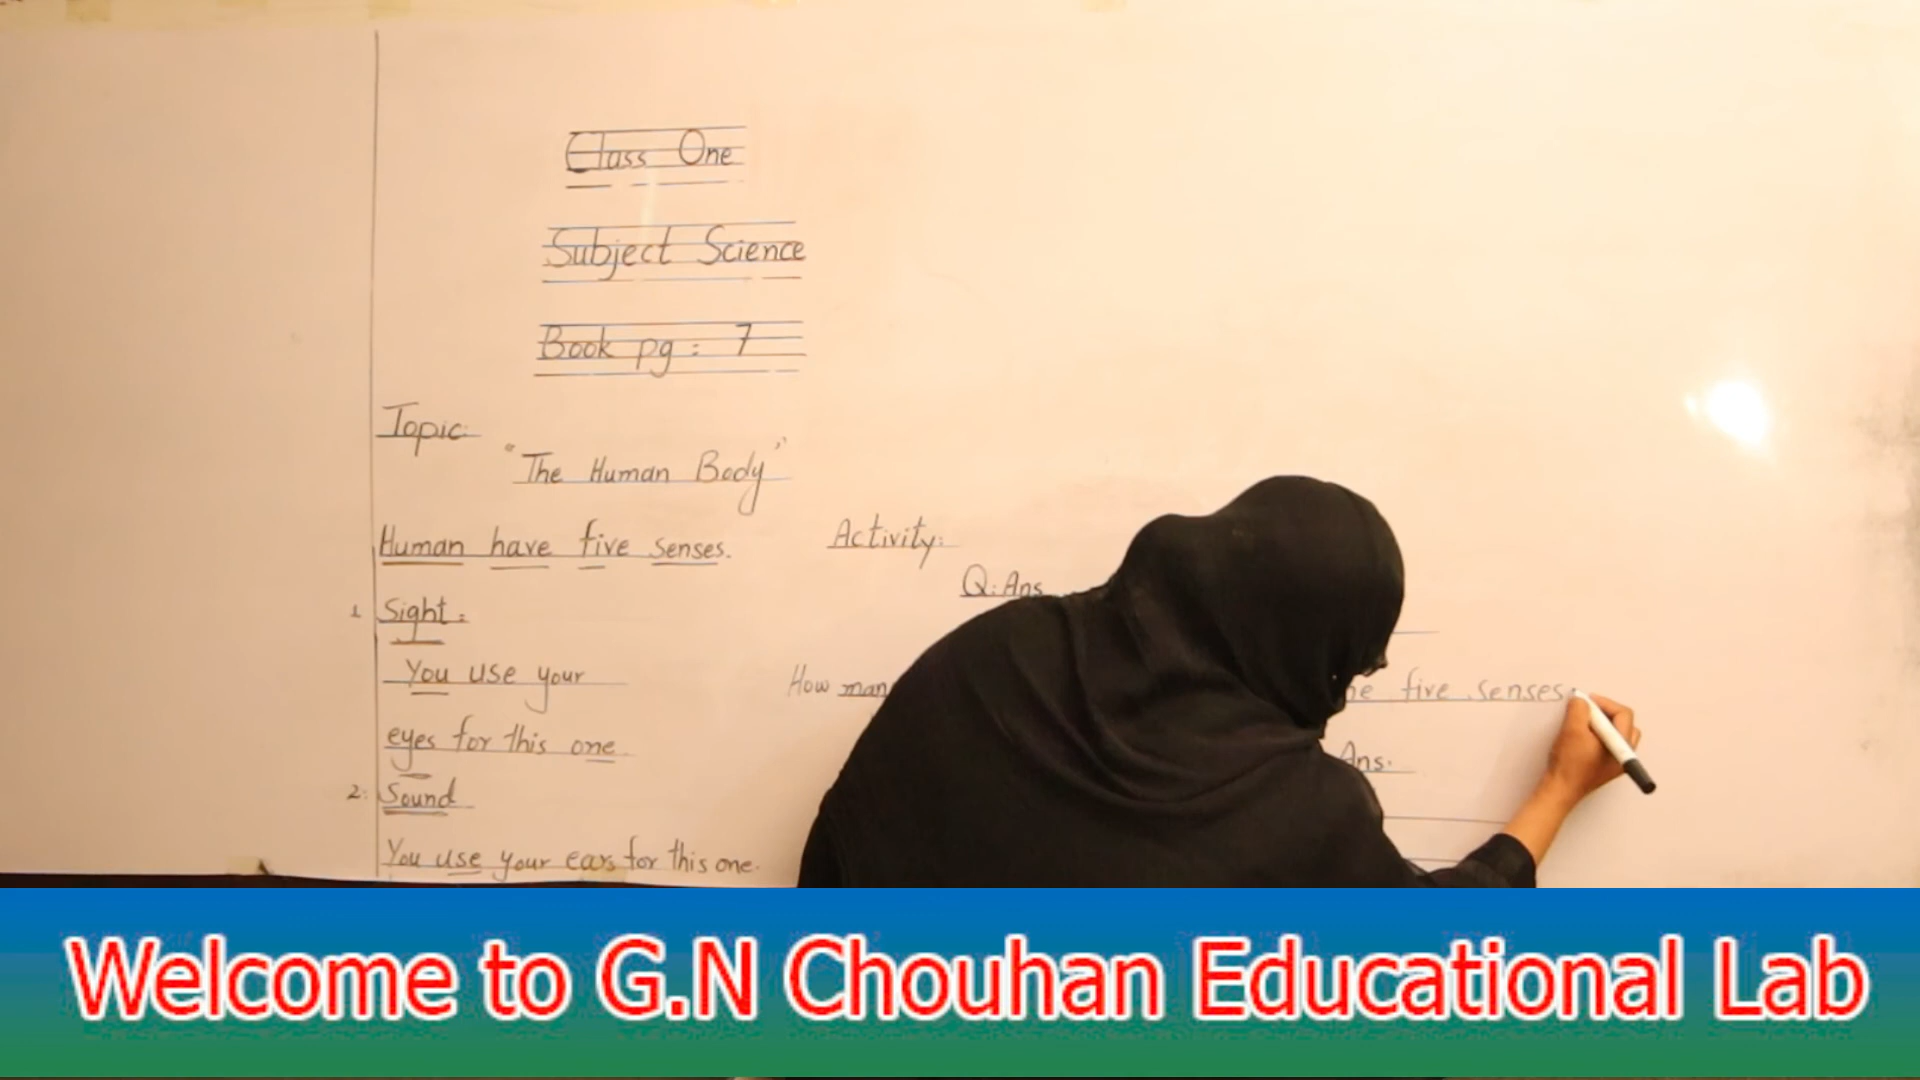 Class One
Subject Science
Book pg: 7
Topic:
"The Human Body"
Human have five senses.
1. Sight:
You use your
eyes for this one.
2. Sound
You use your ears for this one.
Activity:
Q: Ans
How five senses.
Ans.
Welcome to G.N Chouhan Educational Lab